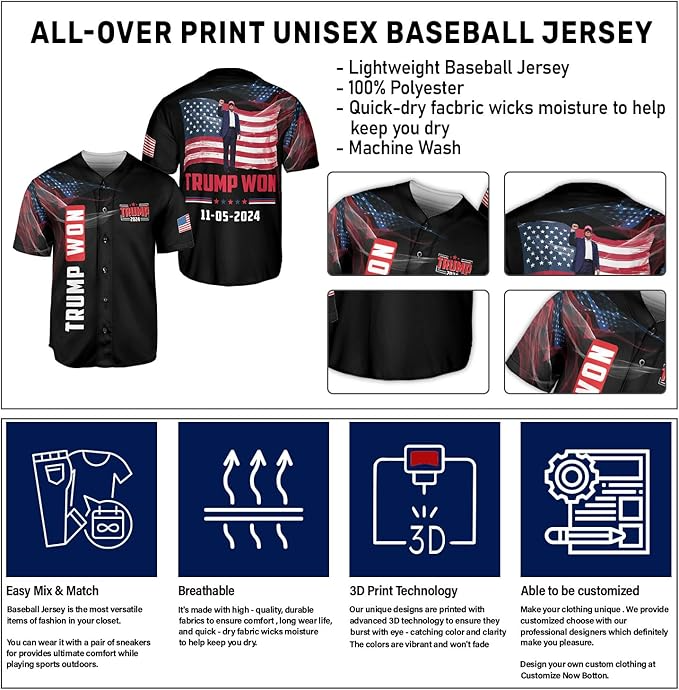 ALL-OVER PRINT UNISEX BASEBALL JERSEY
- Lightweight Baseball Jersey
- 100% Polyester
- Quick-dry facbric wicks moisture to help
keep you dry
- Machine Wash
TRUMP WON
TRUMP
2024
TRUMP WON
11-05-2024
WON
TRUMP
2024
WON
3D
Easy Mix & Match
Baseball Jersey is the most versatile
items of fashion in your closet.
You can wear it with a pair of sneakers
for provides ultimate comfort while
playing sports outdoors.
Breathable
It's made with high - quality, durable
fabrics to ensure comfort , long wear life,
and quick - dry fabric wicks moisture
to help keep you dry.
3D Print Technology
Our unique designs are printed with
advanced 3D technology to ensure they
burst with eye - catching color and clarity
The colors are vibrant and won't fade
Able to be customized
Make your clothing unique . We provide
customized choose with our
professional designers which definitely
make you pleasure.
Design your own custom clothing at
Customize Now Botton.